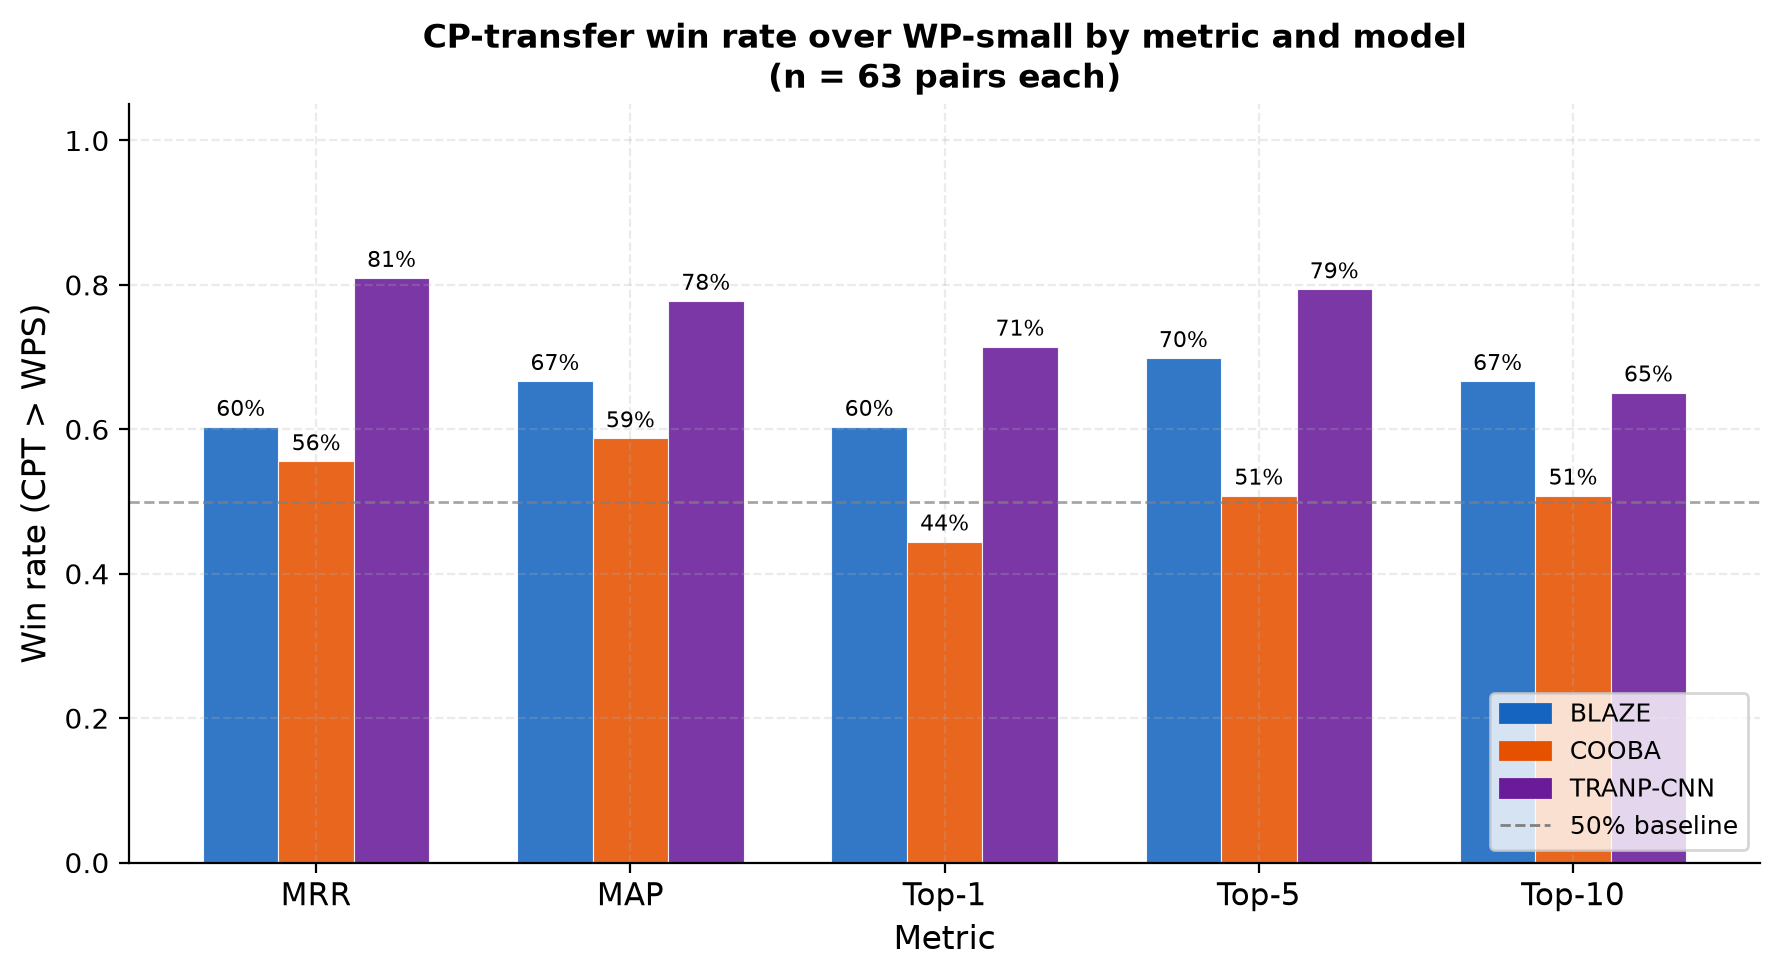 CP-transfer win rate over WP-small by metric and model
(n = 63 pairs each)
Win rate (CPT > WPS)
1.0
0.8
0.6
0.4
0.2
0.0
60%
56%
81%
67%
59%
78%
60%
44%
71%
70%
51%
79%
67%
51%
65%
BLAZE
COOBA
TRANP-CNN
50% baseline
MRR
MAP
Top-1
Top-5
Top-10
Metric